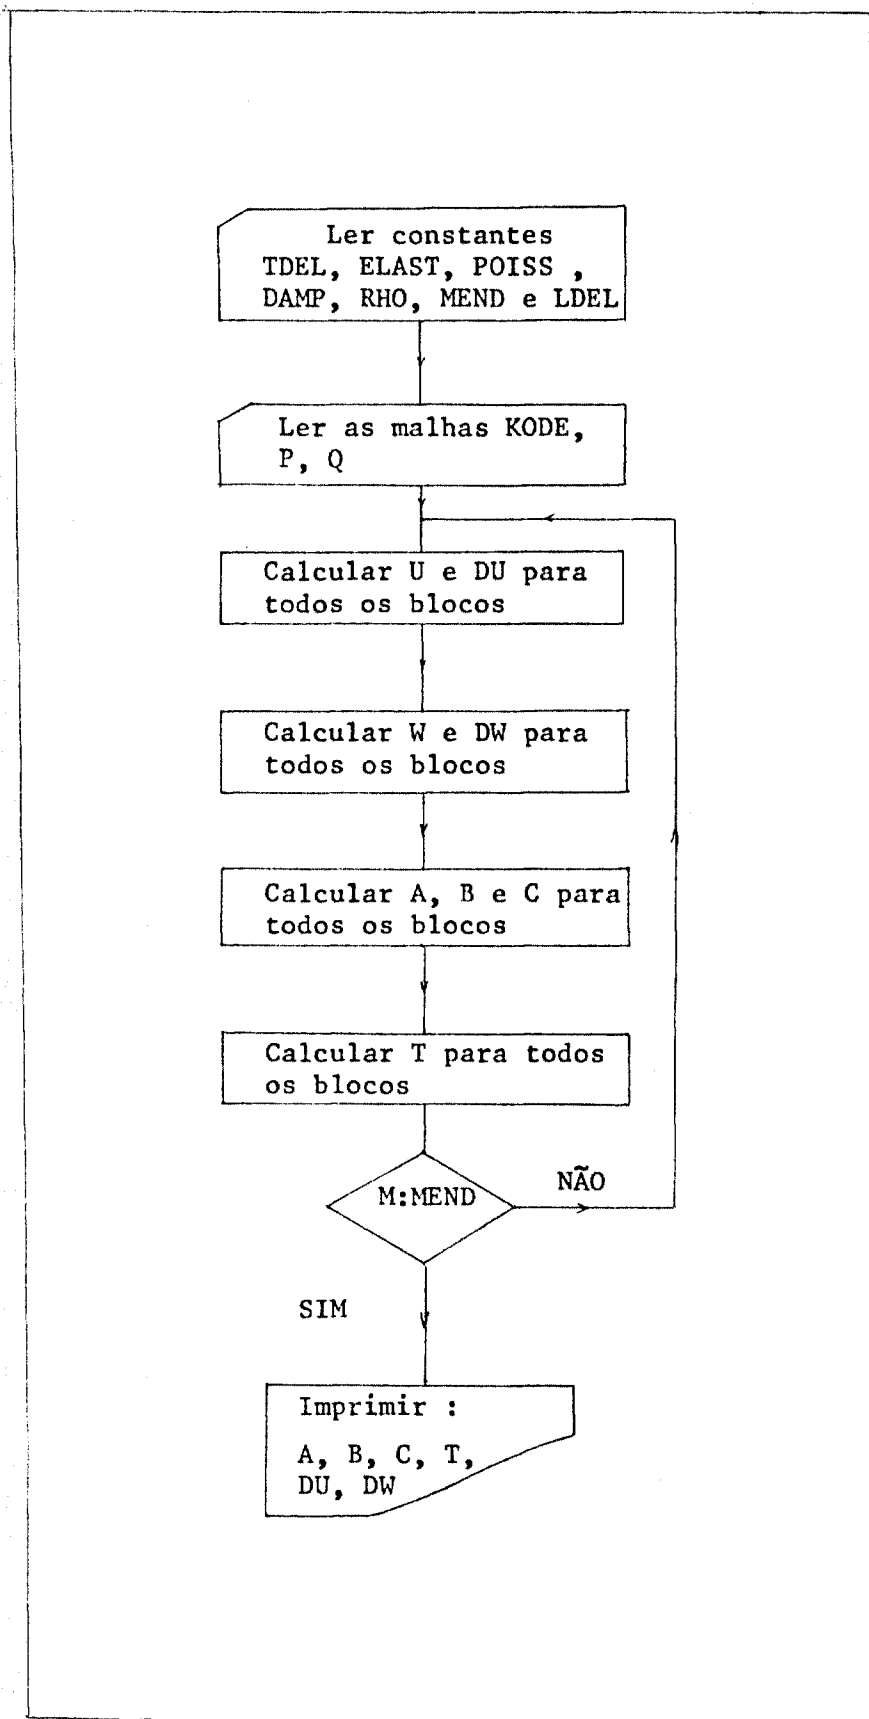 Ler constantes
TDEL, ELAST, POISS ,
DAMP, RHO, MEND e LDEL
Ler as malhas KODE,
P, Q
Calcular U e DU para
todos os blocos
Calcular W e DW para
todos os blocos
Calcular A, B e C para
todos os blocos
Calcular T para todos
os blocos
M:MEND
NÃO
SIM
Imprimir :
A, B, C, T,
DU, DW